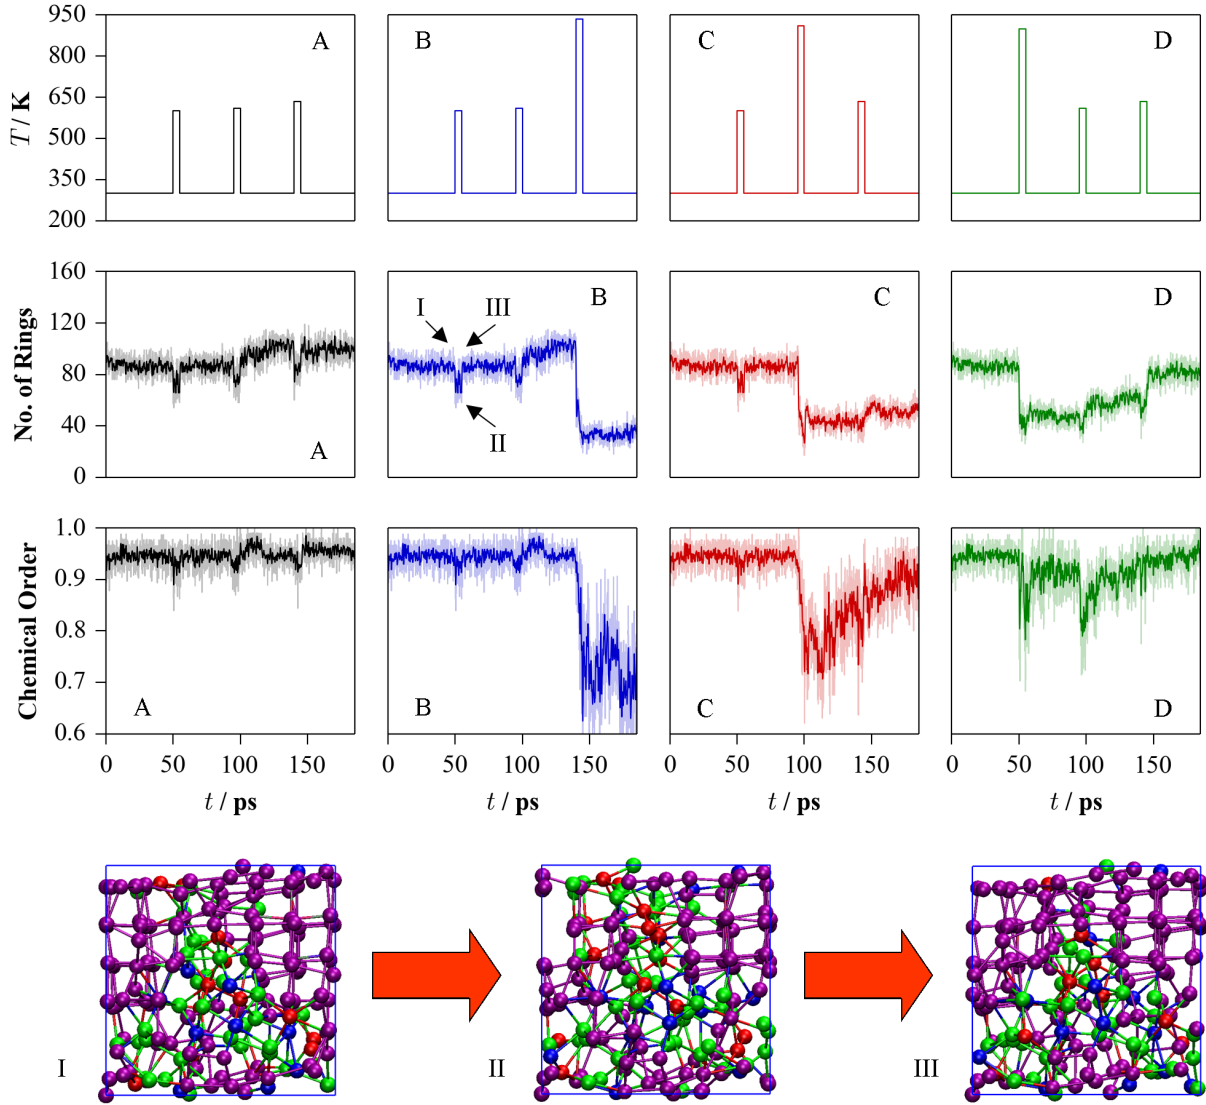 950
800
650
500
350
200
T / K
A
B
C
D
160
120
80
40
0
No. of Rings
A
I
III
II
B
C
D
1.0
0.9
0.8
0.7
0.6
Chemical Order
A
B
C
D
0 50 100 150
0 50 100 150
0 50 100 150
0 50 100 150
t / ps
t / ps
t / ps
t / ps
I
II
III